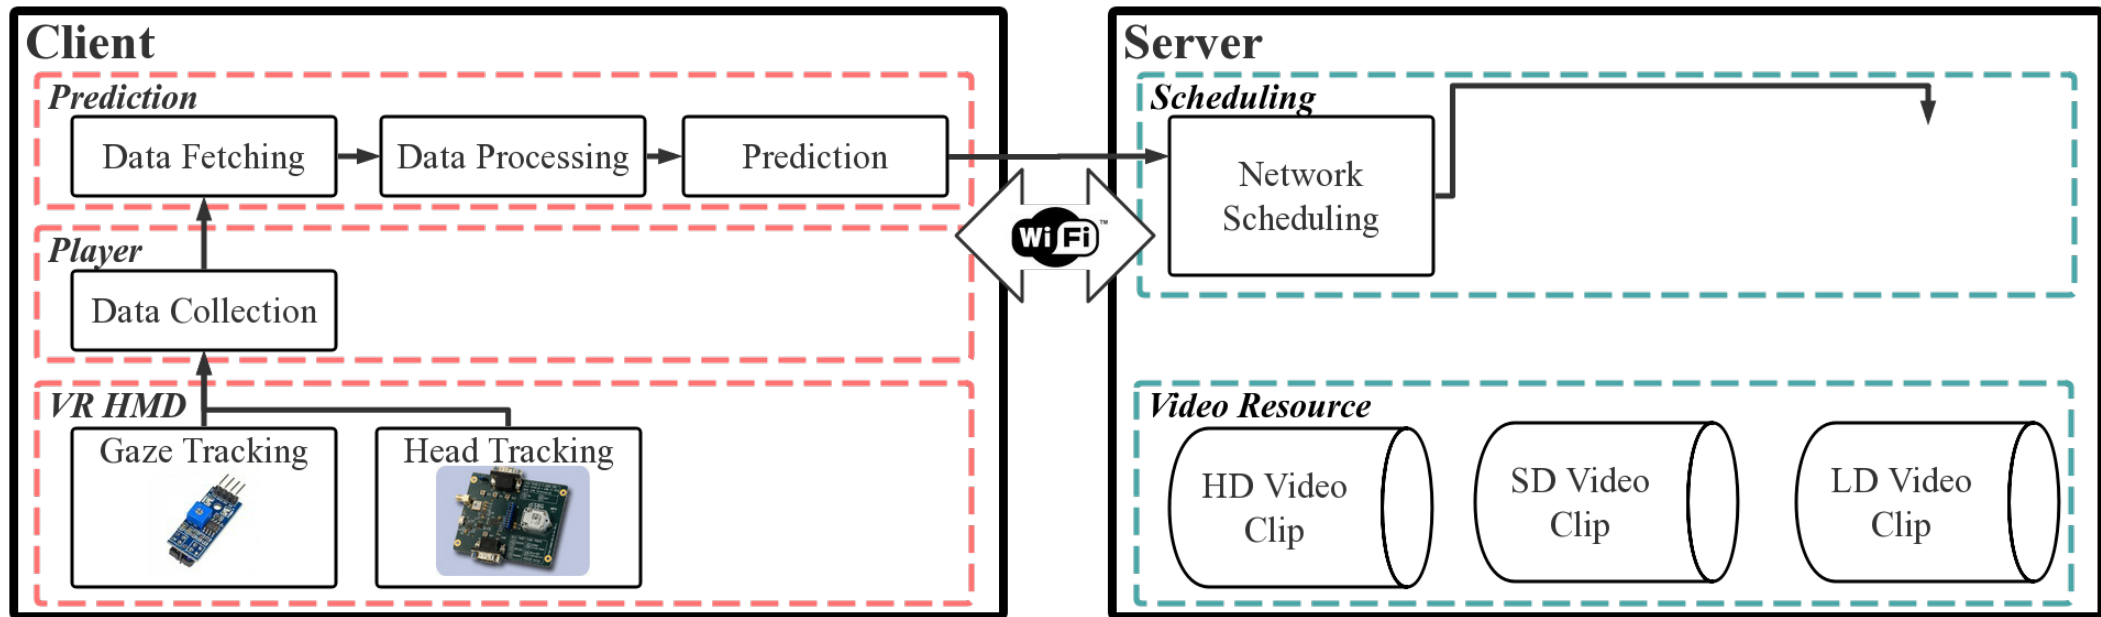 Client
Prediction
Data Fetching
Data Processing
Prediction
Player
Data Collection
VR HMD
Gaze Tracking
Head Tracking
Wi Fi™
Server
Scheduling
Network
Scheduling
Video Resource
HD Video
Clip
SD Video
Clip
LD Video
Clip